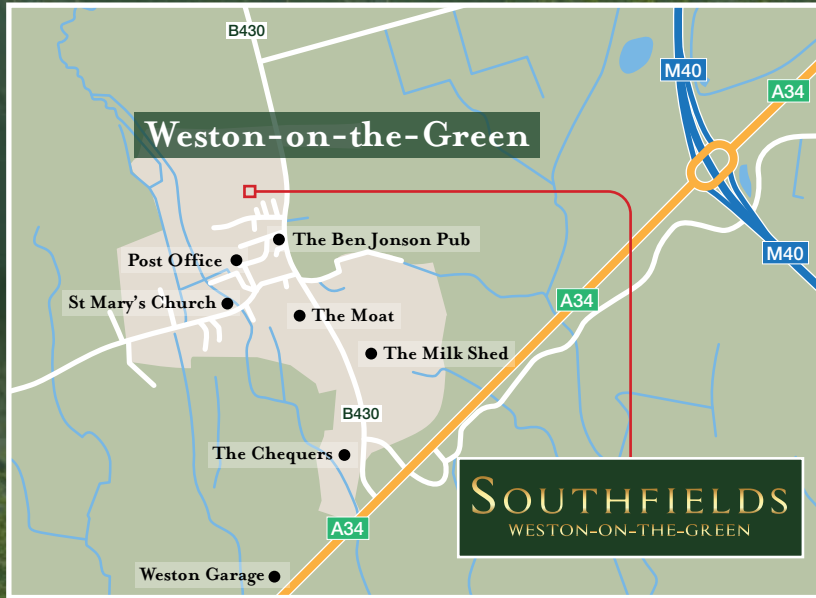 B430
M40
A34
Weston-on-the-Green
The Ben Jonson Pub
Post Office
M40
St Mary's Church
A34
The Moat
The Milk Shed
B430
The Chequers
SOUTHFIELDS
WESTON-ON-THE-GREEN
A34
Weston Garage